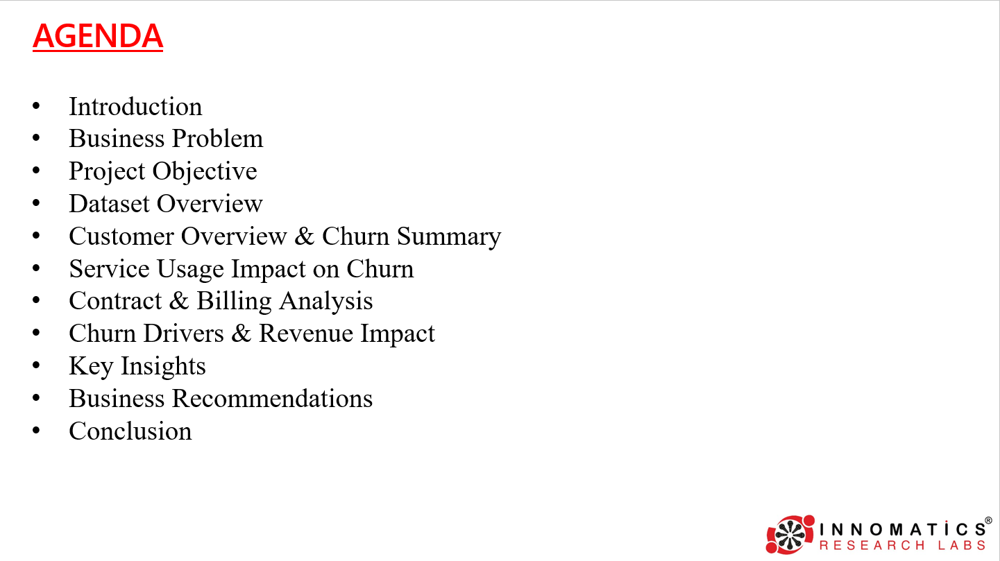 AGENDA
• Introduction
• Business Problem
• Project Objective
• Dataset Overview
• Customer Overview & Churn Summary
• Service Usage Impact on Churn
• Contract & Billing Analysis
• Churn Drivers & Revenue Impact
• Key Insights
• Business Recommendations
• Conclusion
INNOMATICS®
RESEARCH LABS